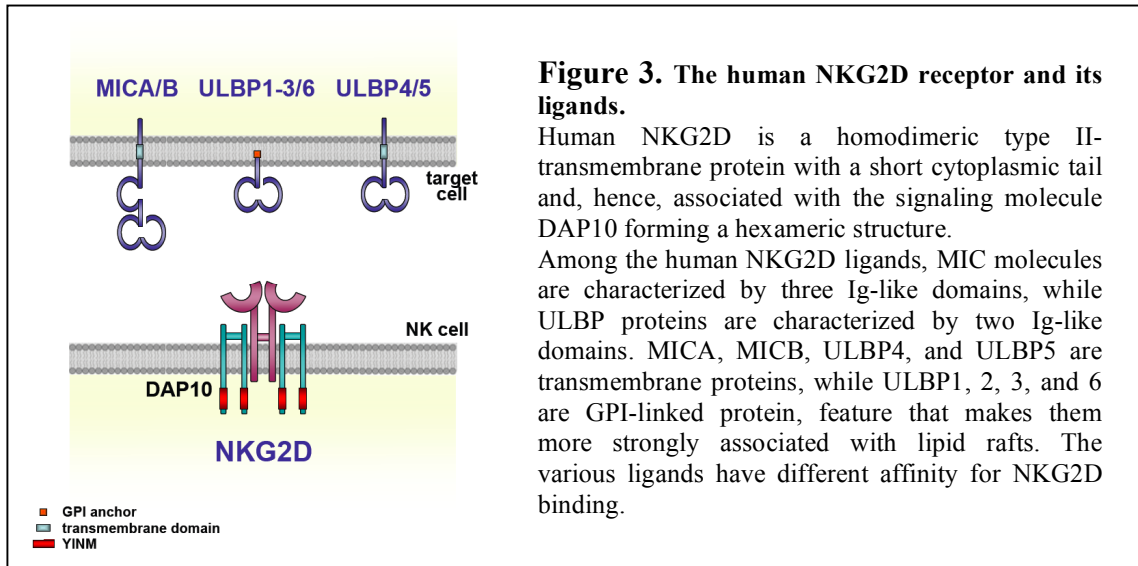 MICA/B ULBP1-3/6 ULBP4/5
target
cell
NK cell
DAP10
NKG2D
GPI anchor
transmembrane domain
YINM
Figure 3. The human NKG2D receptor and its
ligands.
Human NKG2D is a homodimeric type II-
transmembrane protein with a short cytoplasmic tail
and, hence, associated with the signaling molecule
DAP10 forming a hexameric structure.
Among the human NKG2D ligands, MIC molecules
are characterized by three Ig-like domains, while
ULBP proteins are characterized by two Ig-like
domains. MICA, MICB, ULBP4, and ULBP5 are
transmembrane proteins, while ULBP1, 2, 3, and 6
are GPI-linked protein, feature that makes them
more strongly associated with lipid rafts. The
various ligands have different affinity for NKG2D
binding.